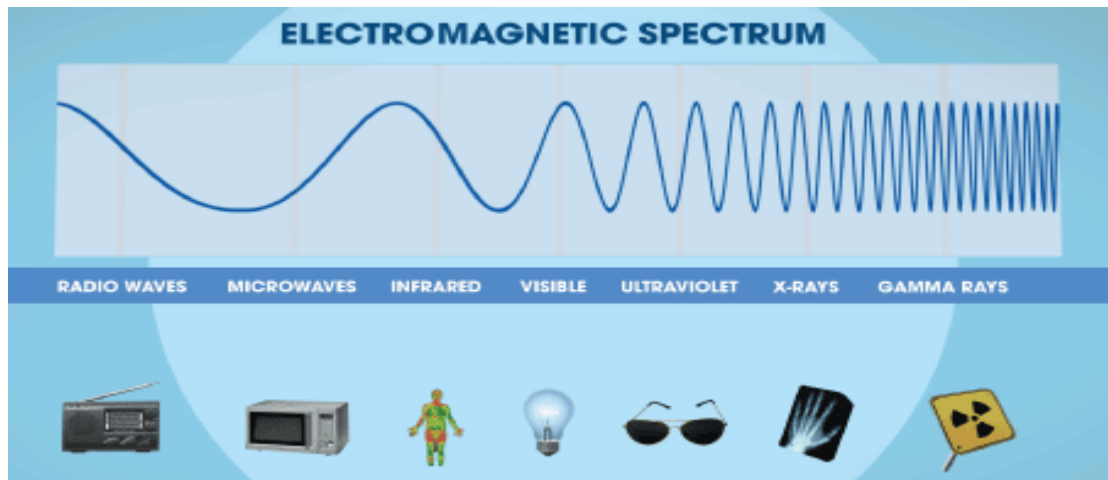 ELECTROMAGNETIC SPECTRUM
RADIO WAVES MICROWAVES INFRARED VISIBLE ULTRAVIOLET X-RAYS GAMMA RAYS